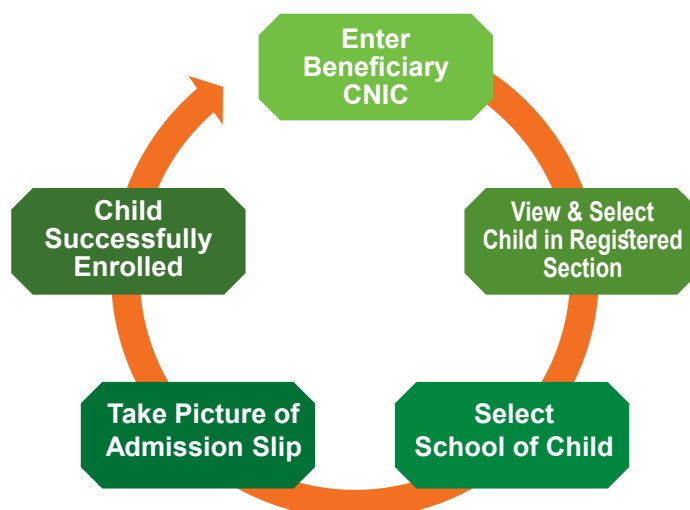 Enter
Beneficiary
CNIC
View & Select
Child in Registered
Section
Select
School of Child
Take Picture of
Admission Slip
Child
Successfully
Enrolled